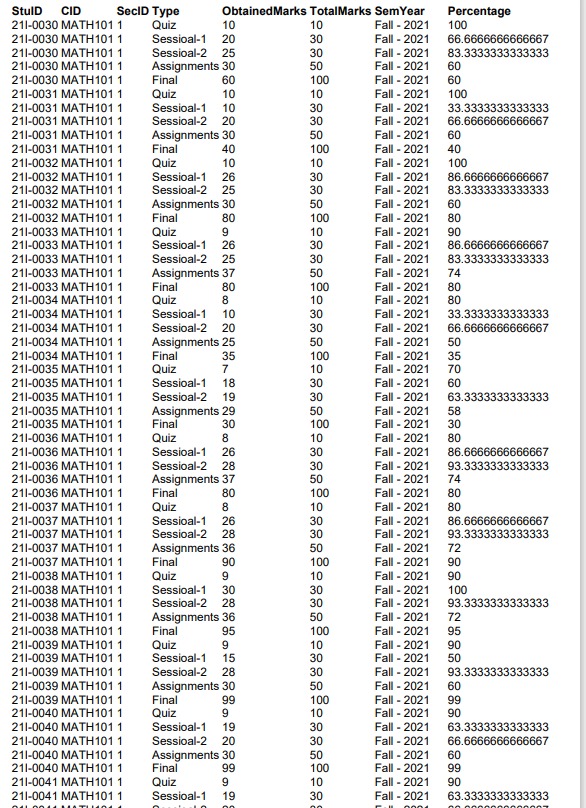 StuID CID SecID Type ObtainedMarks TotalMarks SemYear Percentage
21I-0030 MATH101 1 Quiz 10 10 Fall - 2021 100
21I-0030 MATH101 1 Sessioal-1 20 30 Fall - 2021 66.6666666666667
21I-0030 MATH101 1 Sessioal-2 25 30 Fall - 2021 83.3333333333333
21I-0030 MATH101 1 Assignments 30 50 Fall - 2021 60
21I-0030 MATH101 1 Final 60 100 Fall - 2021 60
21I-0031 MATH101 1 Quiz 10 10 Fall - 2021 100
21I-0031 MATH101 1 Sessioal-1 10 30 Fall - 2021 33.3333333333333
21I-0031 MATH101 1 Sessioal-2 20 30 Fall - 2021 66.6666666666667
21I-0031 MATH101 1 Assignments 30 50 Fall - 2021 60
21I-0031 MATH101 1 Final 40 100 Fall - 2021 40
21I-0032 MATH101 1 Quiz 10 10 Fall - 2021 100
21I-0032 MATH101 1 Sessioal-1 26 30 Fall - 2021 86.6666666666667
21I-0032 MATH101 1 Sessioal-2 25 30 Fall - 2021 83.3333333333333
21I-0032 MATH101 1 Assignments 30 50 Fall - 2021 60
21I-0032 MATH101 1 Final 80 100 Fall - 2021 80
21I-0033 MATH101 1 Quiz 9 10 Fall - 2021 90
21I-0033 MATH101 1 Sessioal-1 26 30 Fall - 2021 86.6666666666667
21I-0033 MATH101 1 Sessioal-2 25 30 Fall - 2021 83.3333333333333
21I-0033 MATH101 1 Assignments 37 50 Fall - 2021 74
21I-0033 MATH101 1 Final 80 100 Fall - 2021 80
21I-0034 MATH101 1 Quiz 8 10 Fall - 2021 80
21I-0034 MATH101 1 Sessioal-1 10 30 Fall - 2021 33.3333333333333
21I-0034 MATH101 1 Sessioal-2 20 30 Fall - 2021 66.6666666666667
21I-0034 MATH101 1 Assignments 25 50 Fall - 2021 50
21I-0034 MATH101 1 Final 35 100 Fall - 2021 35
21I-0035 MATH101 1 Quiz 7 10 Fall - 2021 70
21I-0035 MATH101 1 Sessioal-1 18 30 Fall - 2021 60
21I-0035 MATH101 1 Sessioal-2 19 30 Fall - 2021 63.3333333333333
21I-0035 MATH101 1 Assignments 29 50 Fall - 2021 58
21I-0035 MATH101 1 Final 30 100 Fall - 2021 30
21I-0036 MATH101 1 Quiz 8 10 Fall - 2021 80
21I-0036 MATH101 1 Sessioal-1 26 30 Fall - 2021 86.6666666666667
21I-0036 MATH101 1 Sessioal-2 28 30 Fall - 2021 93.3333333333333
21I-0036 MATH101 1 Assignments 37 50 Fall - 2021 74
21I-0036 MATH101 1 Final 80 100 Fall - 2021 80
21I-0037 MATH101 1 Quiz 8 10 Fall - 2021 80
21I-0037 MATH101 1 Sessioal-1 26 30 Fall - 2021 86.6666666666667
21I-0037 MATH101 1 Sessioal-2 28 30 Fall - 2021 93.3333333333333
21I-0037 MATH101 1 Assignments 36 50 Fall - 2021 72
21I-0037 MATH101 1 Final 90 100 Fall - 2021 90
21I-0038 MATH101 1 Quiz 9 10 Fall - 2021 90
21I-0038 MATH101 1 Sessioal-1 30 30 Fall - 2021 100
21I-0038 MATH101 1 Sessioal-2 28 30 Fall - 2021 93.3333333333333
21I-0038 MATH101 1 Assignments 36 50 Fall - 2021 72
21I-0038 MATH101 1 Final 95 100 Fall - 2021 95
21I-0039 MATH101 1 Quiz 9 10 Fall - 2021 90
21I-0039 MATH101 1 Sessioal-1 15 30 Fall - 2021 50
21I-0039 MATH101 1 Sessioal-2 28 30 Fall - 2021 93.3333333333333
21I-0039 MATH101 1 Assignments 30 50 Fall - 2021 60
21I-0039 MATH101 1 Final 99 100 Fall - 2021 99
21I-0040 MATH101 1 Quiz 9 10 Fall - 2021 90
21I-0040 MATH101 1 Sessioal-1 19 30 Fall - 2021 63.3333333333333
21I-0040 MATH101 1 Sessioal-2 20 30 Fall - 2021 66.6666666666667
21I-0040 MATH101 1 Assignments 30 50 Fall - 2021 60
21I-0040 MATH101 1 Final 99 100 Fall - 2021 99
21I-0041 MATH101 1 Quiz 9 10 Fall - 2021 90
21I-0041 MATH101 1 Sessioal-1 19 30 Fall - 2021 63.3333333333333